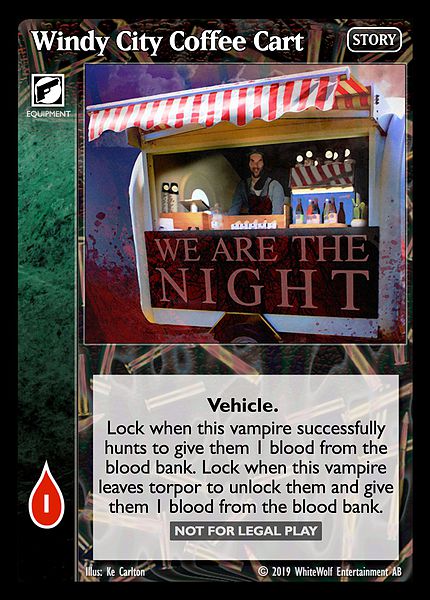 Windy City Coffee Cart
STORY
EQUIPMENT
WE ARE THE
NIGHT
Vehicle.
Lock when this vampire successfully
hunts to give them 1 blood from the
blood bank. Lock when this vampire
leaves torpor to unlock them and give
them 1 blood from the blood bank.
NOT FOR LEGAL PLAY
1
Illus: Ke Carlton
© 2019 WhiteWolf Entertainment AB